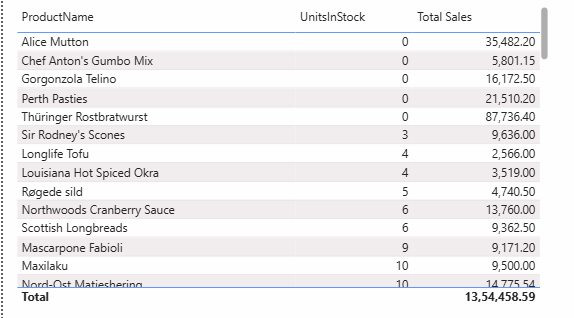 ProductName UnitsInStock Total Sales
Alice Mutton 0 35,482.20
Chef Anton's Gumbo Mix 0 5,801.15
Gorgonzola Telino 0 16,172.50
Perth Pasties 0 21,510.20
Thüringer Rostbratwurst 0 87,736.40
Sir Rodney's Scones 3 9,636.00
Longlife Tofu 4 2,566.00
Louisiana Hot Spiced Okra 4 3,519.00
Røgede sild 5 4,740.50
Northwoods Cranberry Sauce 6 13,760.00
Scottish Longbreads 6 9,362.50
Mascarpone Fabioli 9 9,171.20
Maxilaku 10 9,500.00
Nord-Ost Matjeshering 10 14,775.54
Total 13,54,458.59